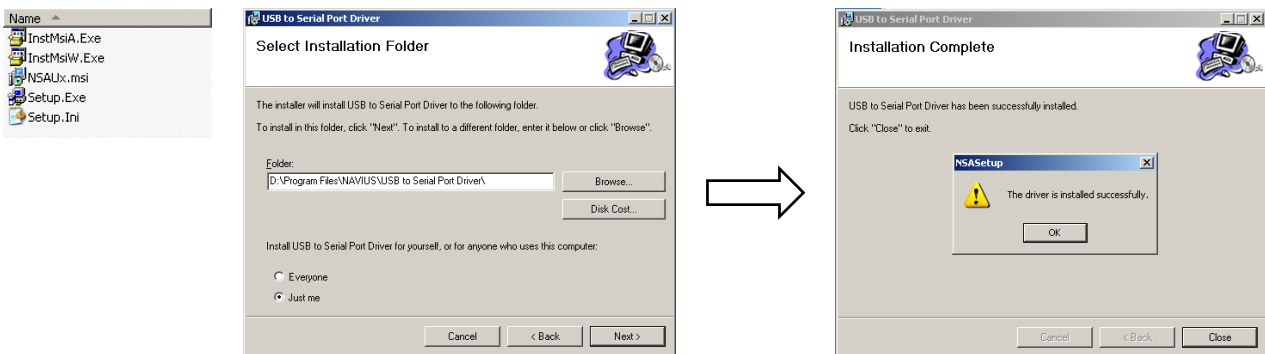 Name
InstMsiA.Exe
InstMsiW.Exe
NSAUx.msi
Setup.Exe
Setup.Ini
USB to Serial Port Driver
Select Installation Folder
The installer will install USB to Serial Port Driver to the following folder.
To install in this folder, click "Next". To install to a different folder, enter it below or click "Browse".
Folder:
D:\Program Files\NAVIUS\USB to Serial Port Driver\
Browse...
Disk Cost...
Install USB to Serial Port Driver for yourself, or for anyone who uses this computer:
Everyone
Just me
Cancel
< Back
Next >
USB to Serial Port Driver
Installation Complete
USB to Serial Port Driver has been successfully installed.
Click "Close" to exit.
NSASetup
The driver is installed successfully.
OK
Cancel
< Back
Close